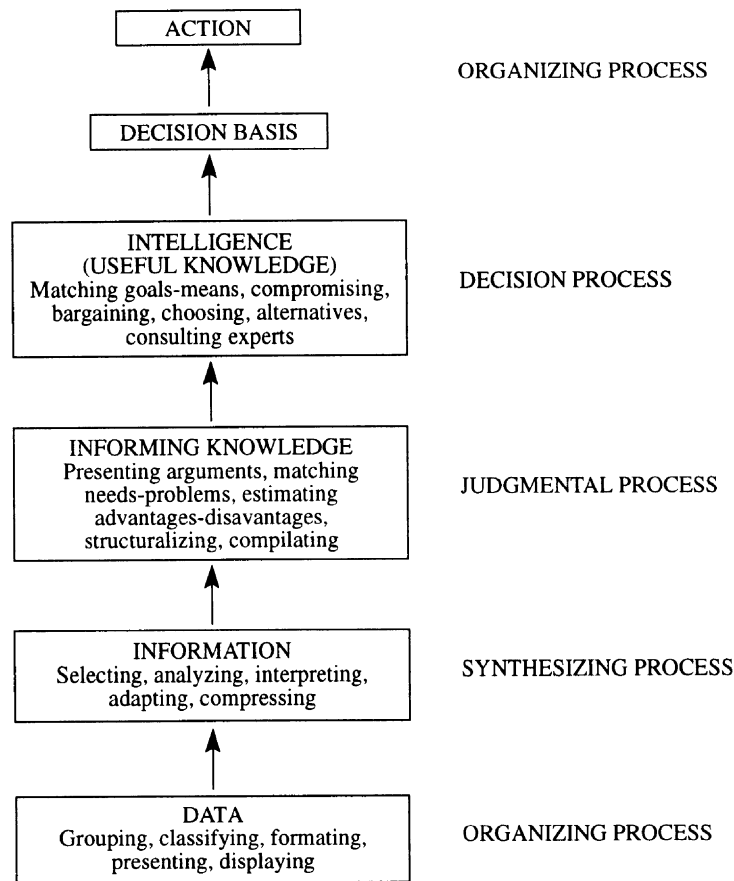 ACTION
ORGANIZING PROCESS
DECISION BASIS
INTELLIGENCE
(USEFUL KNOWLEDGE)
Matching goals-means, compromising,
bargaining, choosing, alternatives,
consulting experts
DECISION PROCESS
INFORMING KNOWLEDGE
Presenting arguments, matching
needs-problems, estimating
advantages-disavantages,
structuralizing, compilating
JUDGMENTAL PROCESS
INFORMATION
Selecting, analyzing, interpreting,
adapting, compressing
SYNTHESIZING PROCESS
DATA
Grouping, classifying, formating,
presenting, displaying
ORGANIZING PROCESS